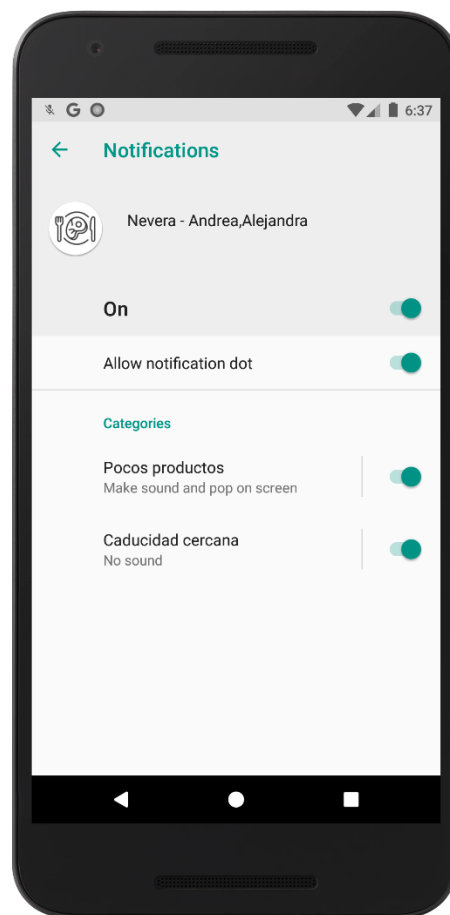 6:37
Notifications
Nevera - Andrea,Alejandra
On
Allow notification dot
Categories
Pocos productos
Make sound and pop on screen
Caducidad cercana
No sound